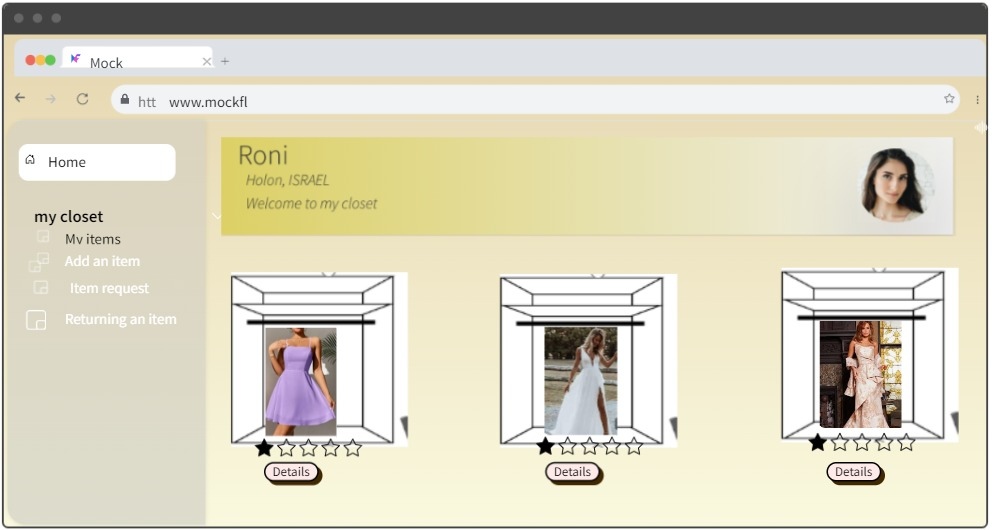 Mock
htt www.mockfl
Home
my closet
My items
Add an item
Item request
Returning an item
Roni
Holon, ISRAEL
Welcome to my closet
Details
Details
Details